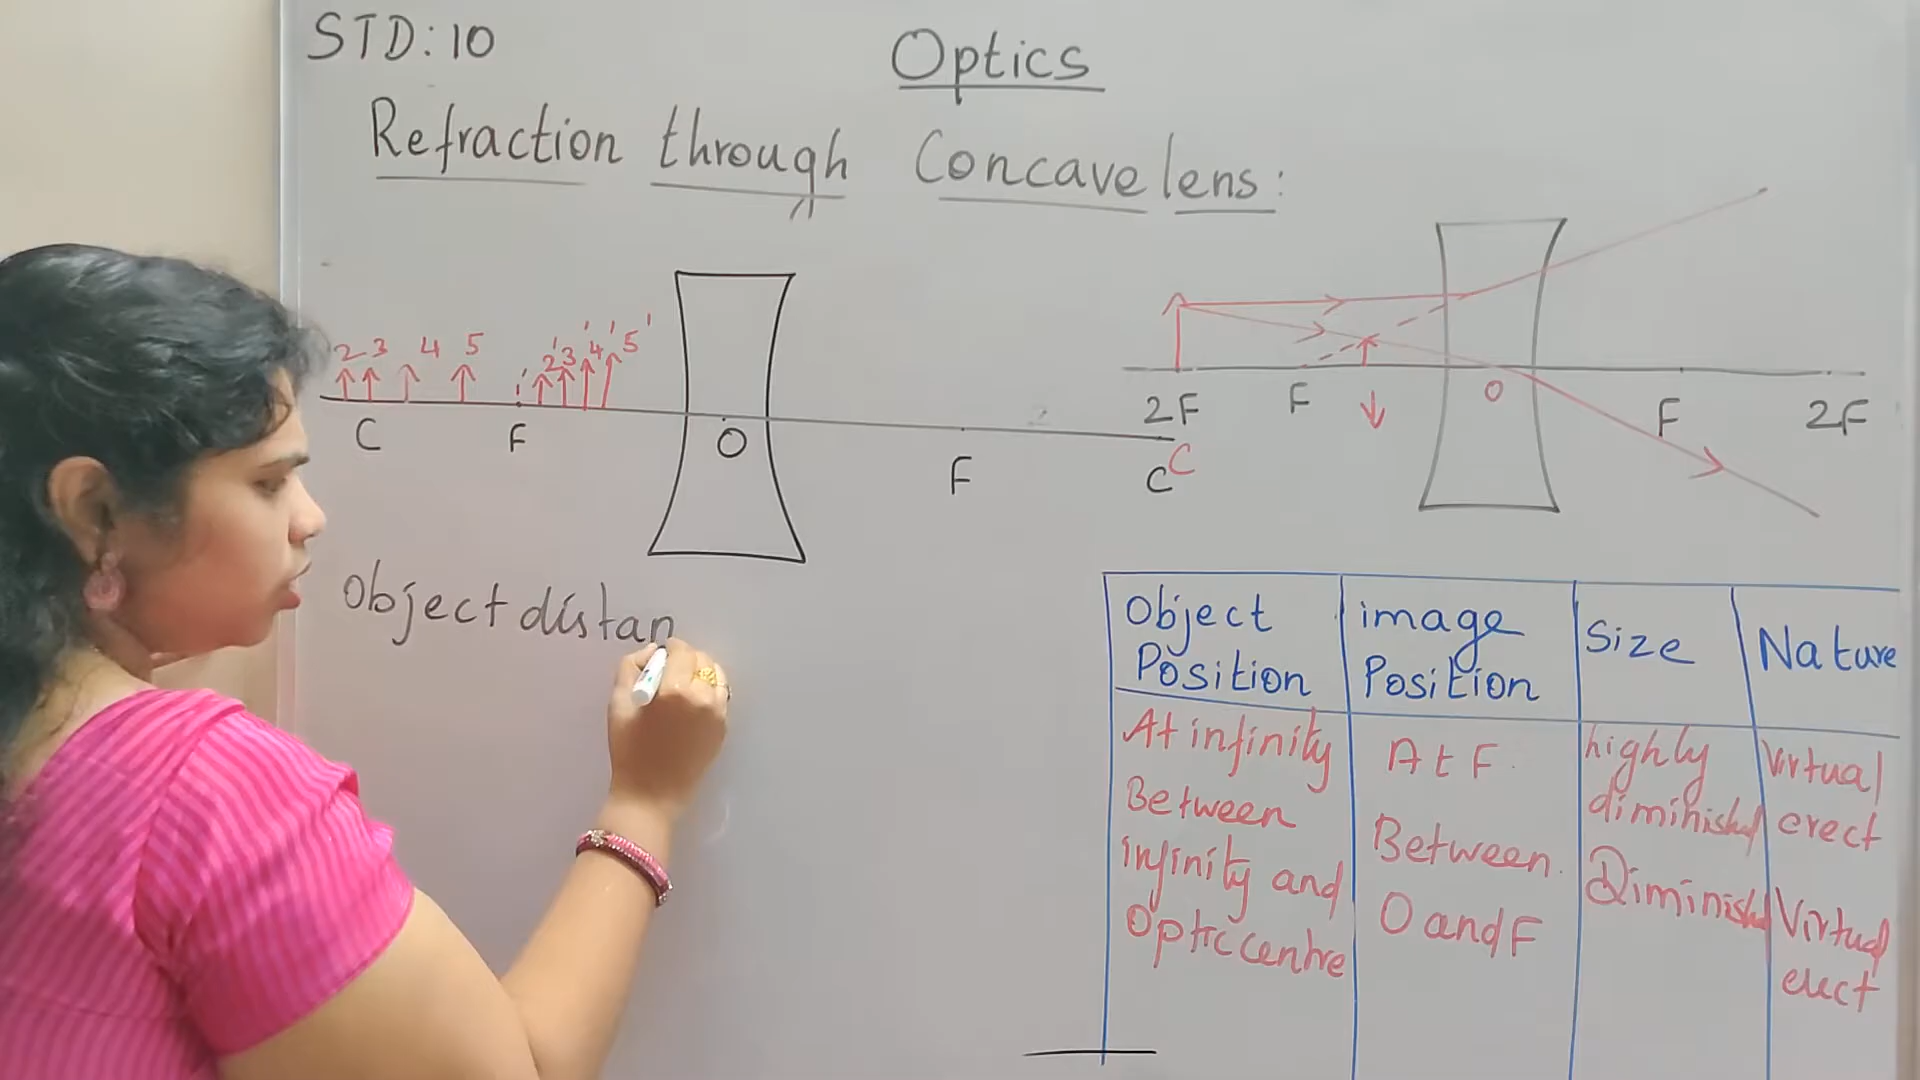 STD: 10
Optics
Refraction through Concave lens:
2 3 4 5 ' 2' 3' 4' 5'
C F O F C
2F F O F 2F
C
Object distan
Object Position image Position Size Nature
At infinity At F highly diminishd Virtual erect
Between infinity and Optic centre Between O and F Diminishd Virtual erect